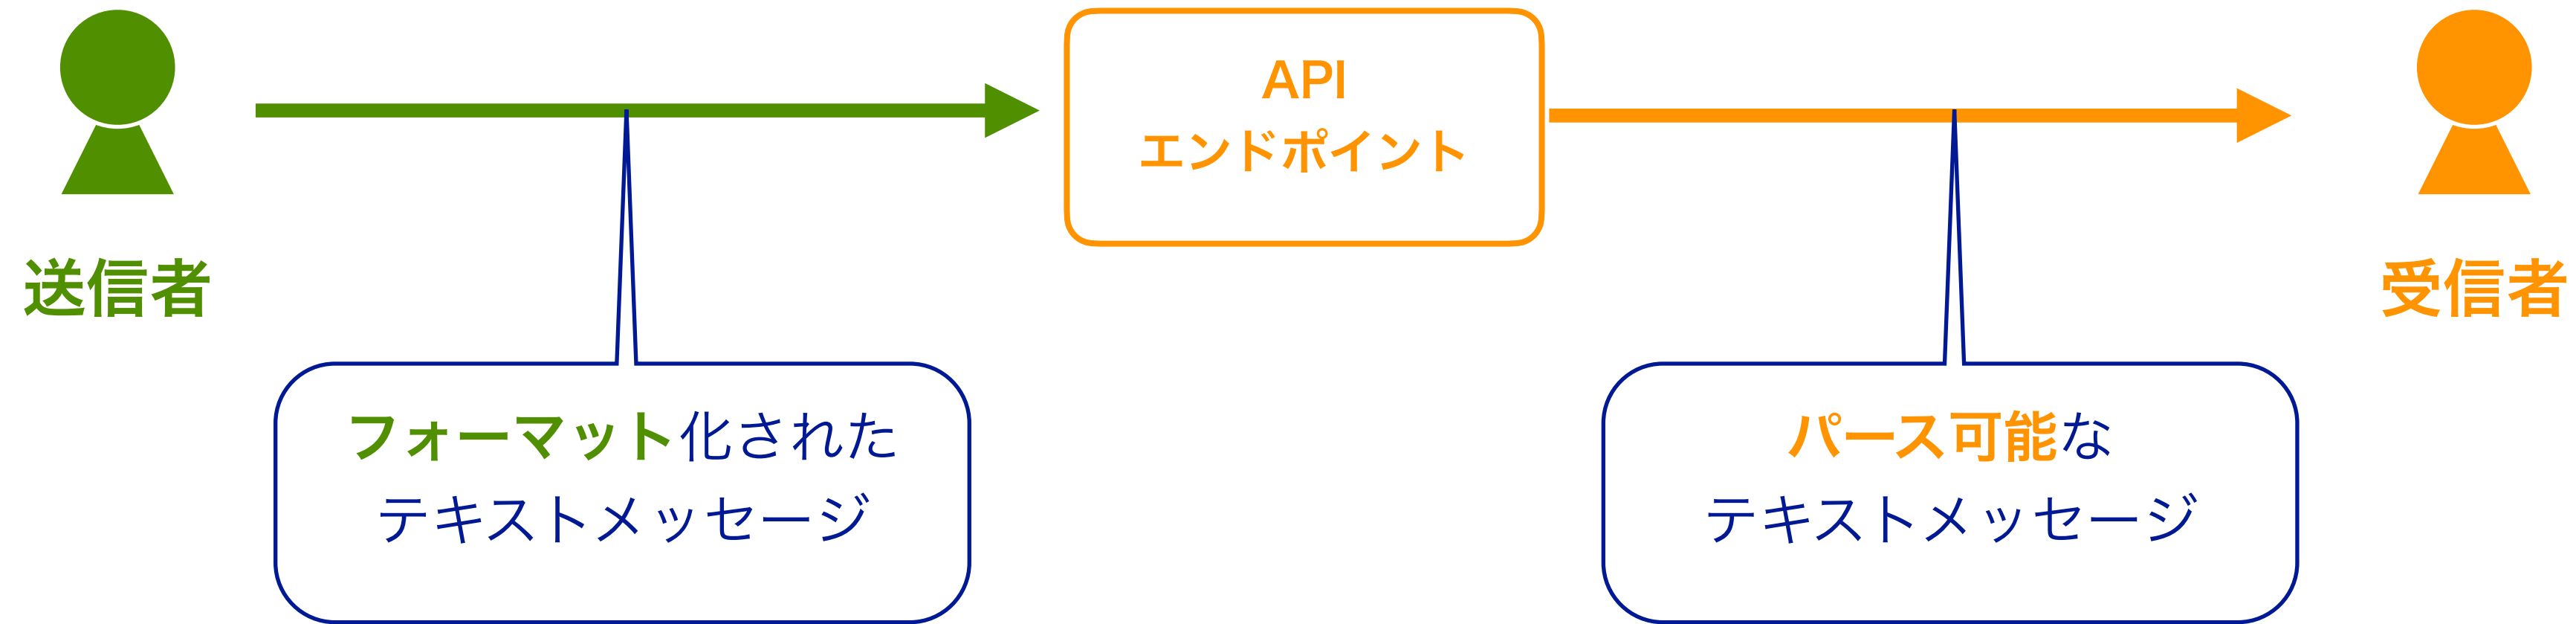 API
エンドポイント
送信者
受信者
フォーマット化された
テキストメッセージ
パース可能な
テキストメッセージ